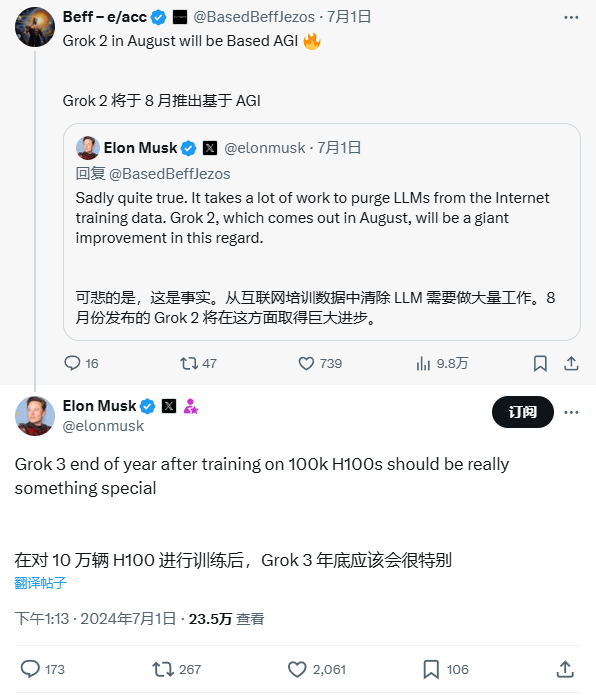 Beff – e/acc @BasedBeffJezos · 7月1日
Grok 2 in August will be Based AGI 🔥
Grok 2 将于 8 月推出基于 AGI
Elon Musk X @elonmusk · 7月1日
回复 @BasedBeffJezos
Sadly quite true. It takes a lot of work to purge LLMs from the Internet
training data. Grok 2, which comes out in August, will be a giant
improvement in this regard.
可悲的是，这是事实。从互联网培训数据中清除 LLM 需要做大量工作。8
月份发布的 Grok 2 将在这方面取得巨大进步。
16 47 739 9.8万
Elon Musk X
订阅
@elonmusk
Grok 3 end of year after training on 100k H100s should be really
something special
在对 10 万辆 H100 进行训练后，Grok 3 年底应该会很特别
翻译帖子
下午1:13 · 2024年7月1日 · 23.5万 查看
173 267 2,061 106